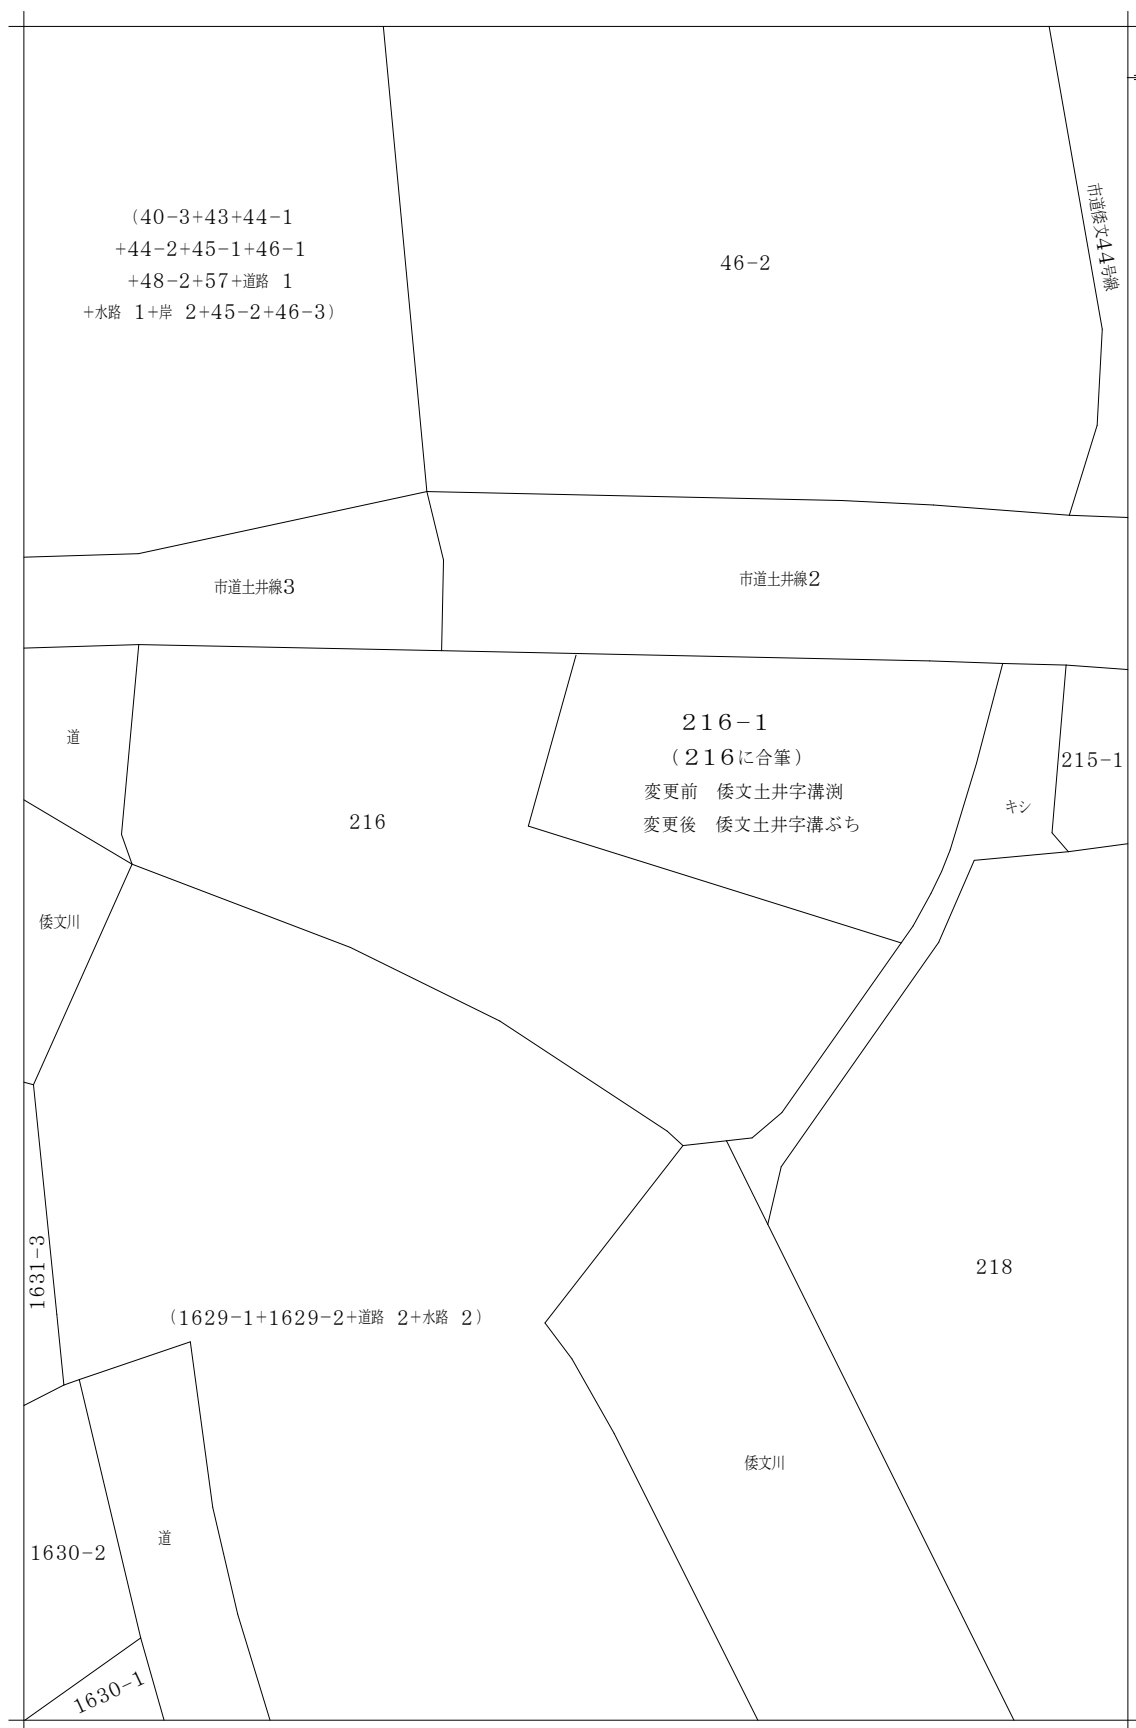 (40-3+43+44-1
+44-2+45-1+46-1
+48-2+57+道路 1
+水路 1+岸 2+45-2+46-3)
46-2
市道倭文44号線
市道土井線3
市道土井線2
道
216
216-1
(216に合筆)
変更前 倭文土井字溝渕
変更後 倭文土井字溝ぶち
キシ
215-1
倭文川
1631-3
(1629-1+1629-2+道路 2+水路 2)
218
倭文川
1630-2
道
1630-1